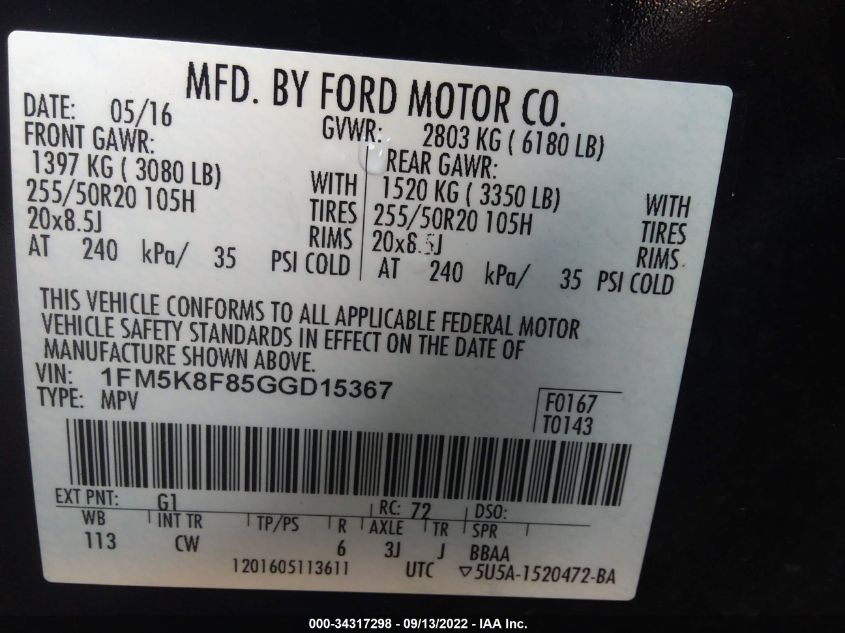 MFD. BY FORD MOTOR CO.
DATE: 05/16 GVWR: 2803 KG ( 6180 LB)
FRONT GAWR: REAR GAWR:
1397 KG ( 3080 LB) WITH 1520 KG ( 3350 LB) WITH
255/50R20 105H TIRES 255/50R20 105H TIRES
20x8.5J RIMS 20x8.5J RIMS
AT 240 kPa/ 35 PSI COLD AT 240 kPa/ 35 PSI COLD
THIS VEHICLE CONFORMS TO ALL APPLICABLE FEDERAL MOTOR
VEHICLE SAFETY STANDARDS IN EFFECT ON THE DATE OF
MANUFACTURE SHOWN ABOVE.
VIN: 1FM5K8F85GGD15367
TYPE: MPV
F0167
T0143
EXT PNT: G1 RC: 72 DSO:
WB INT TR TP/PS R AXLE TR SPR
113 CW 6 3J J BBAA
1201605113611 UTC ▽5U5A-1520472-BA
000-34317298 - 09/13/2022 - IAA Inc.